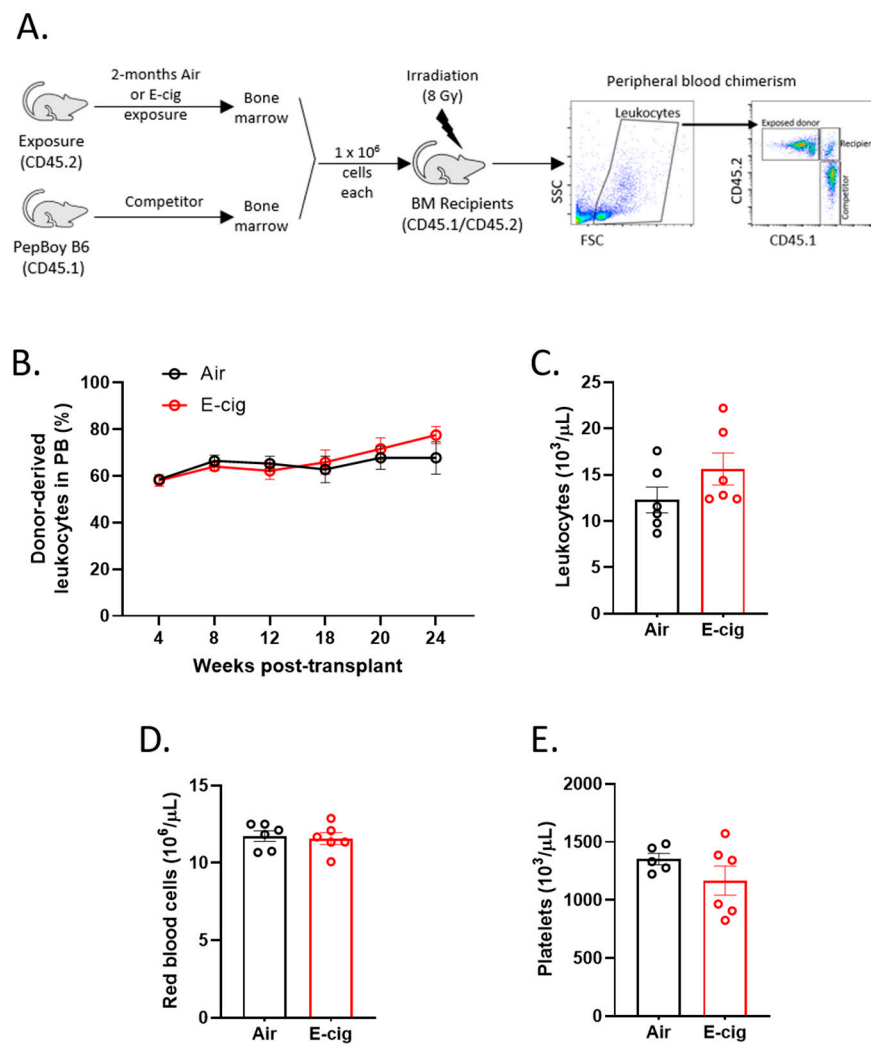 A.
2-months Air
or E-cig
exposure
Bone
marrow
Exposure
(CD45.2)
Competitor
Bone
marrow
PepBoy B6
(CD45.1)
1 x 10⁶
cells
each
Irradiation
(8 Gy)
BM Recipients
(CD45.1/CD45.2)
Peripheral blood chimerism
Leukocytes
SSC
FSC
Exposed donor
Recipien
Competitor
CD45.2
CD45.1
B.
Air
E-cig
Donor-derived
leukocytes in PB (%)
100
80
60
40
20
0
4 8 12 18 20 24
Weeks post-transplant
C.
Leukocytes (10³/μL)
25
20
15
10
5
0
Air E-cig
D.
Red blood cells (10⁶/μL)
15
10
5
0
Air E-cig
E.
Platelets (10³/μL)
2000
1500
1000
500
0
Air E-cig